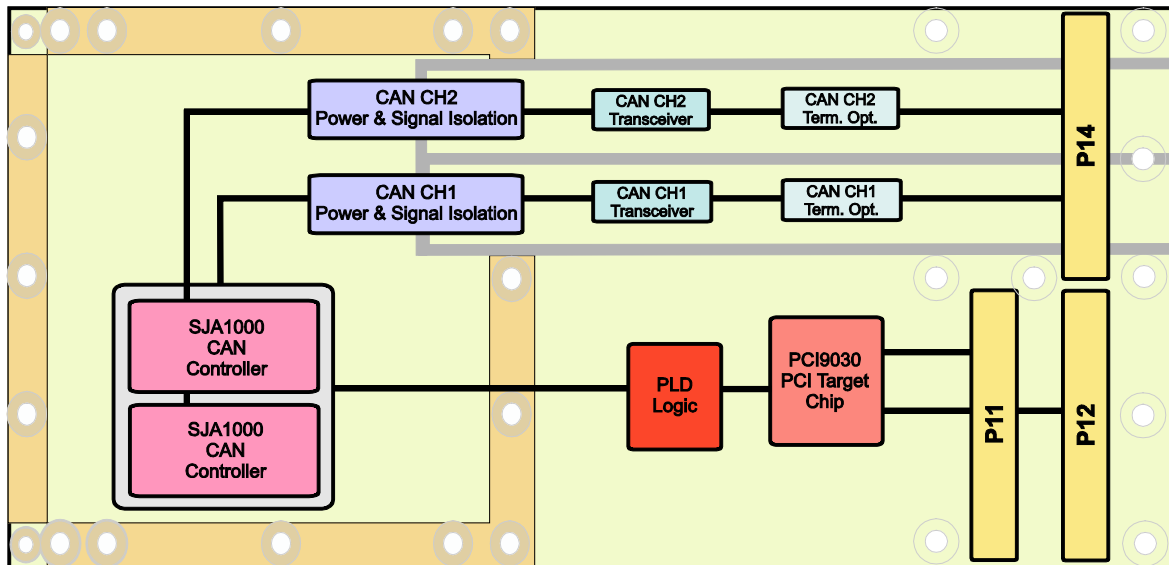 CAN CH2
Power & Signal Isolation
CAN CH2
Transceiver
CAN CH2
Term. Opt.
P14
CAN CH1
Power & Signal Isolation
CAN CH1
Transceiver
CAN CH1
Term. Opt.
SJA1000
CAN
Controller
SJA1000
CAN
Controller
PLD
Logic
PCI9030
PCI Target
Chip
P11
P12